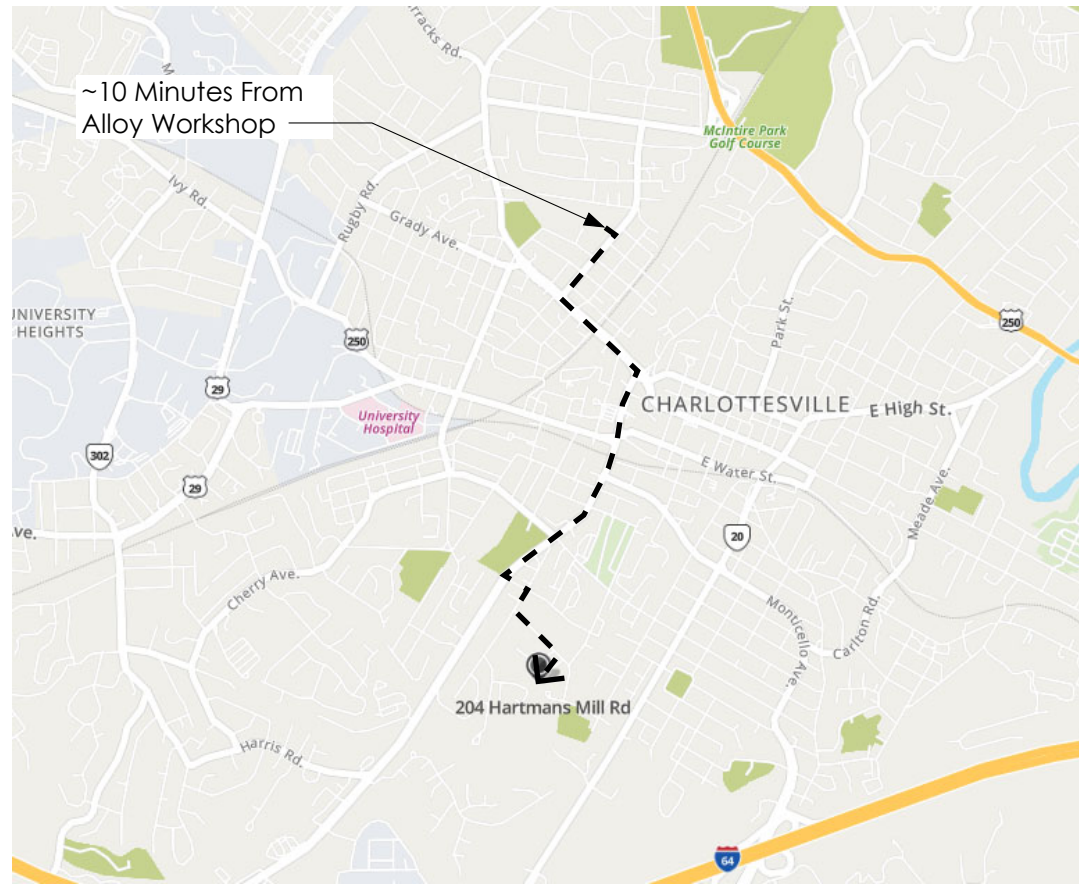 arracks Rd.
M
~10 Minutes From
Alloy Workshop
McIntire Park
Golf Course
Ivy Rd.
Rugby Rd.
Grady Ave.
UNIVERSITY
HEIGHTS
250
Park St.
250
29
University
Hospital
CHARLOTTESVILLE
E High St.
302
29
E Water St.
Meade Ave.
ve.
20
Cherry Ave.
Monticello Ave.
Carlton Rd.
204 Hartmans Mill Rd
Harris Rd.
64